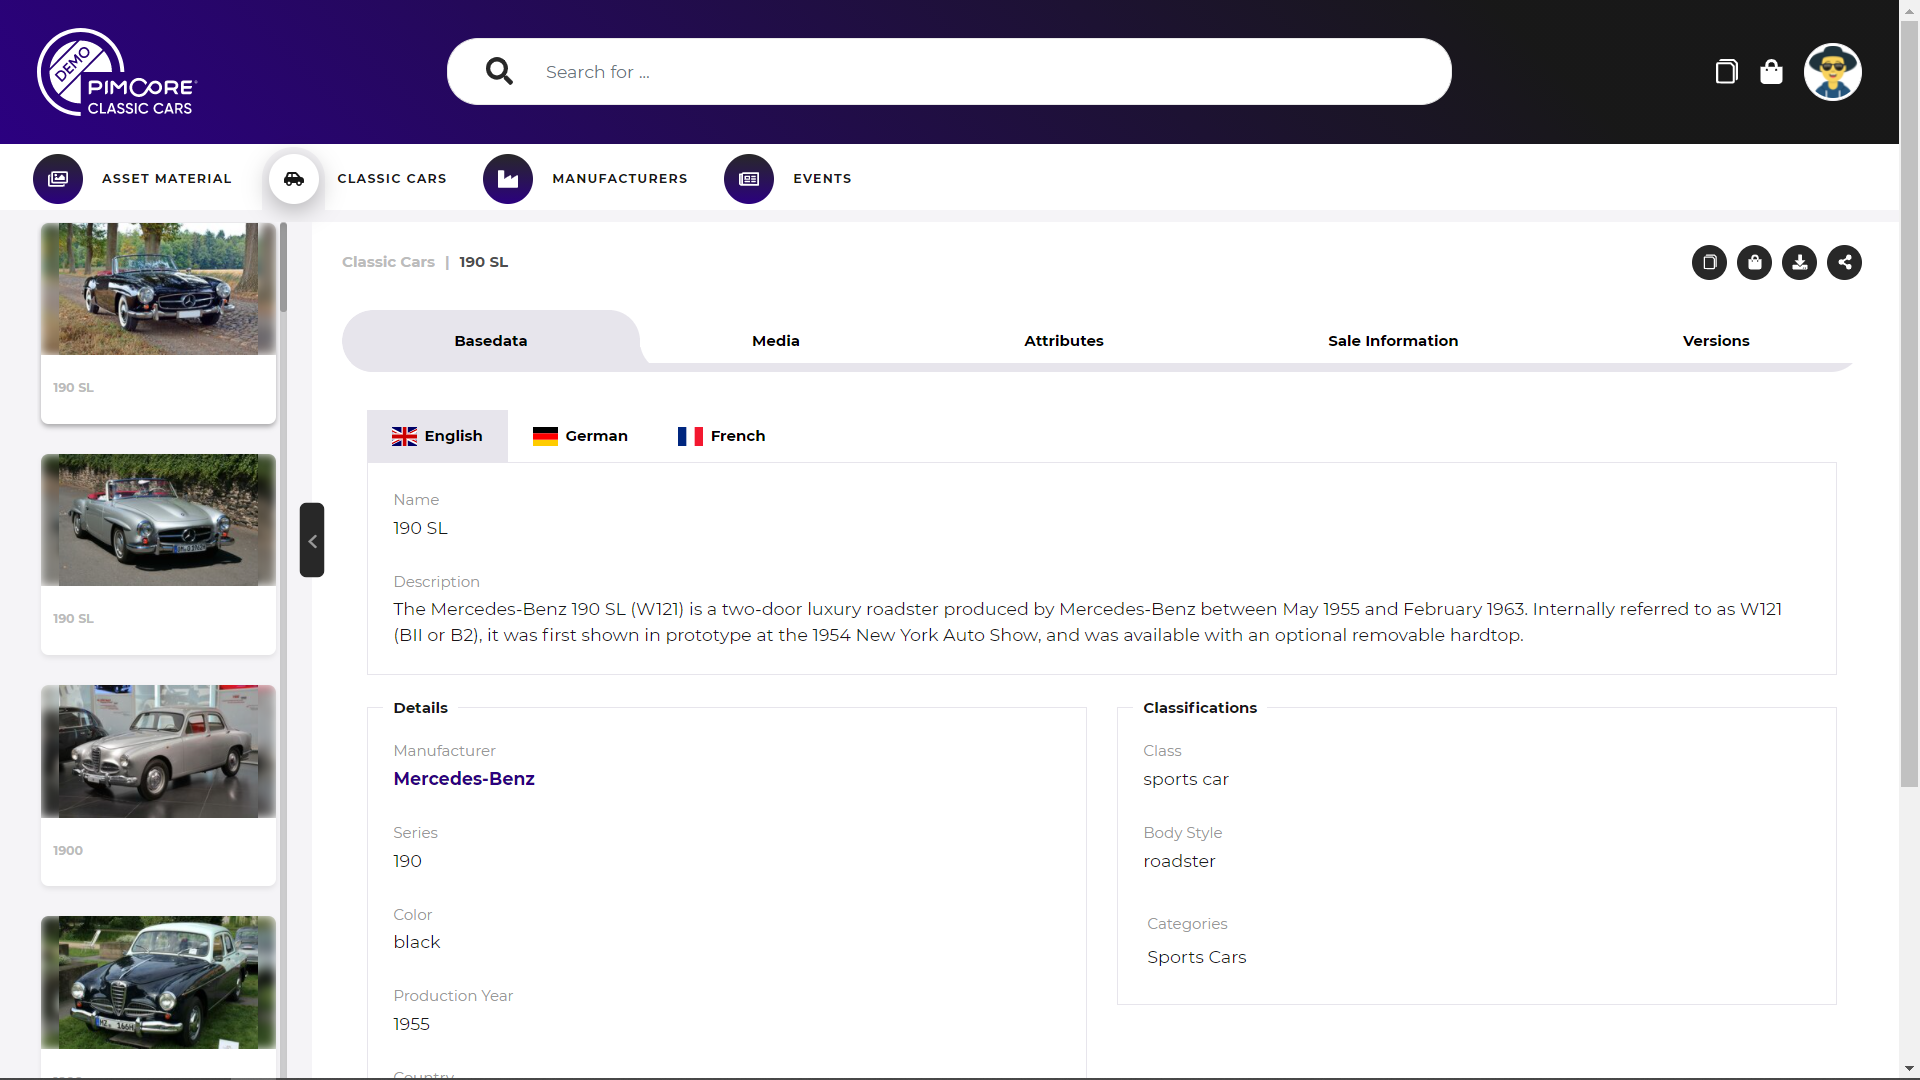 DEMO
PIMCORE
CLASSIC CARS
Search for ...
ASSET MATERIAL
CLASSIC CARS
MANUFACTURERS
EVENTS
190 SL
190 SL
1900
Classic Cars | 190 SL
Basedata
Media
Attributes
Sale Information
Versions
English
German
French
Name
190 SL
Description
The Mercedes-Benz 190 SL (W121) is a two-door luxury roadster produced by Mercedes-Benz between May 1955 and February 1963. Internally referred to as W121
(BII or B2), it was first shown in prototype at the 1954 New York Auto Show, and was available with an optional removable hardtop.
Details
Manufacturer
Mercedes-Benz
Series
190
Color
black
Production Year
1955
Country
Classifications
Class
sports car
Body Style
roadster
Categories
Sports Cars